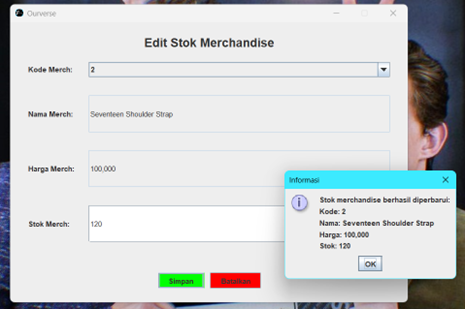 Ourverse
Edit Stok Merchandise
Kode Merch: 2
Nama Merch: Seventeen Shoulder Strap
Harga Merch: 100,000
Stok Merch: 120
Simpan Batalkan
Informasi
Stok merchandise berhasil diperbarui:
Kode: 2
Nama: Seventeen Shoulder Strap
Harga: 100,000
Stok: 120
OK